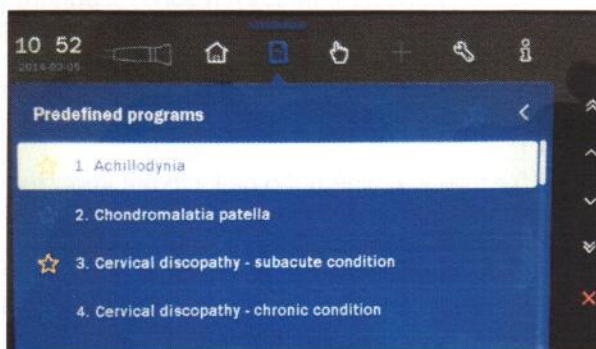 10 52
2014-03-05
Predefined programs
1 Achillodynia
2. Chondromalatia patella
3. Cervical discopathy - subacute condition
4. Cervical discopathy - chronic condition